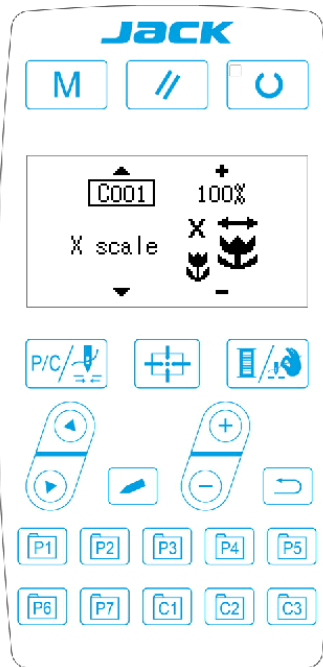 JACK
M
C001
+
100%
X
X scale
-
P/C/
+
-
P1 P2 P3 P4 P5
P6 P7 C1 C2 C3